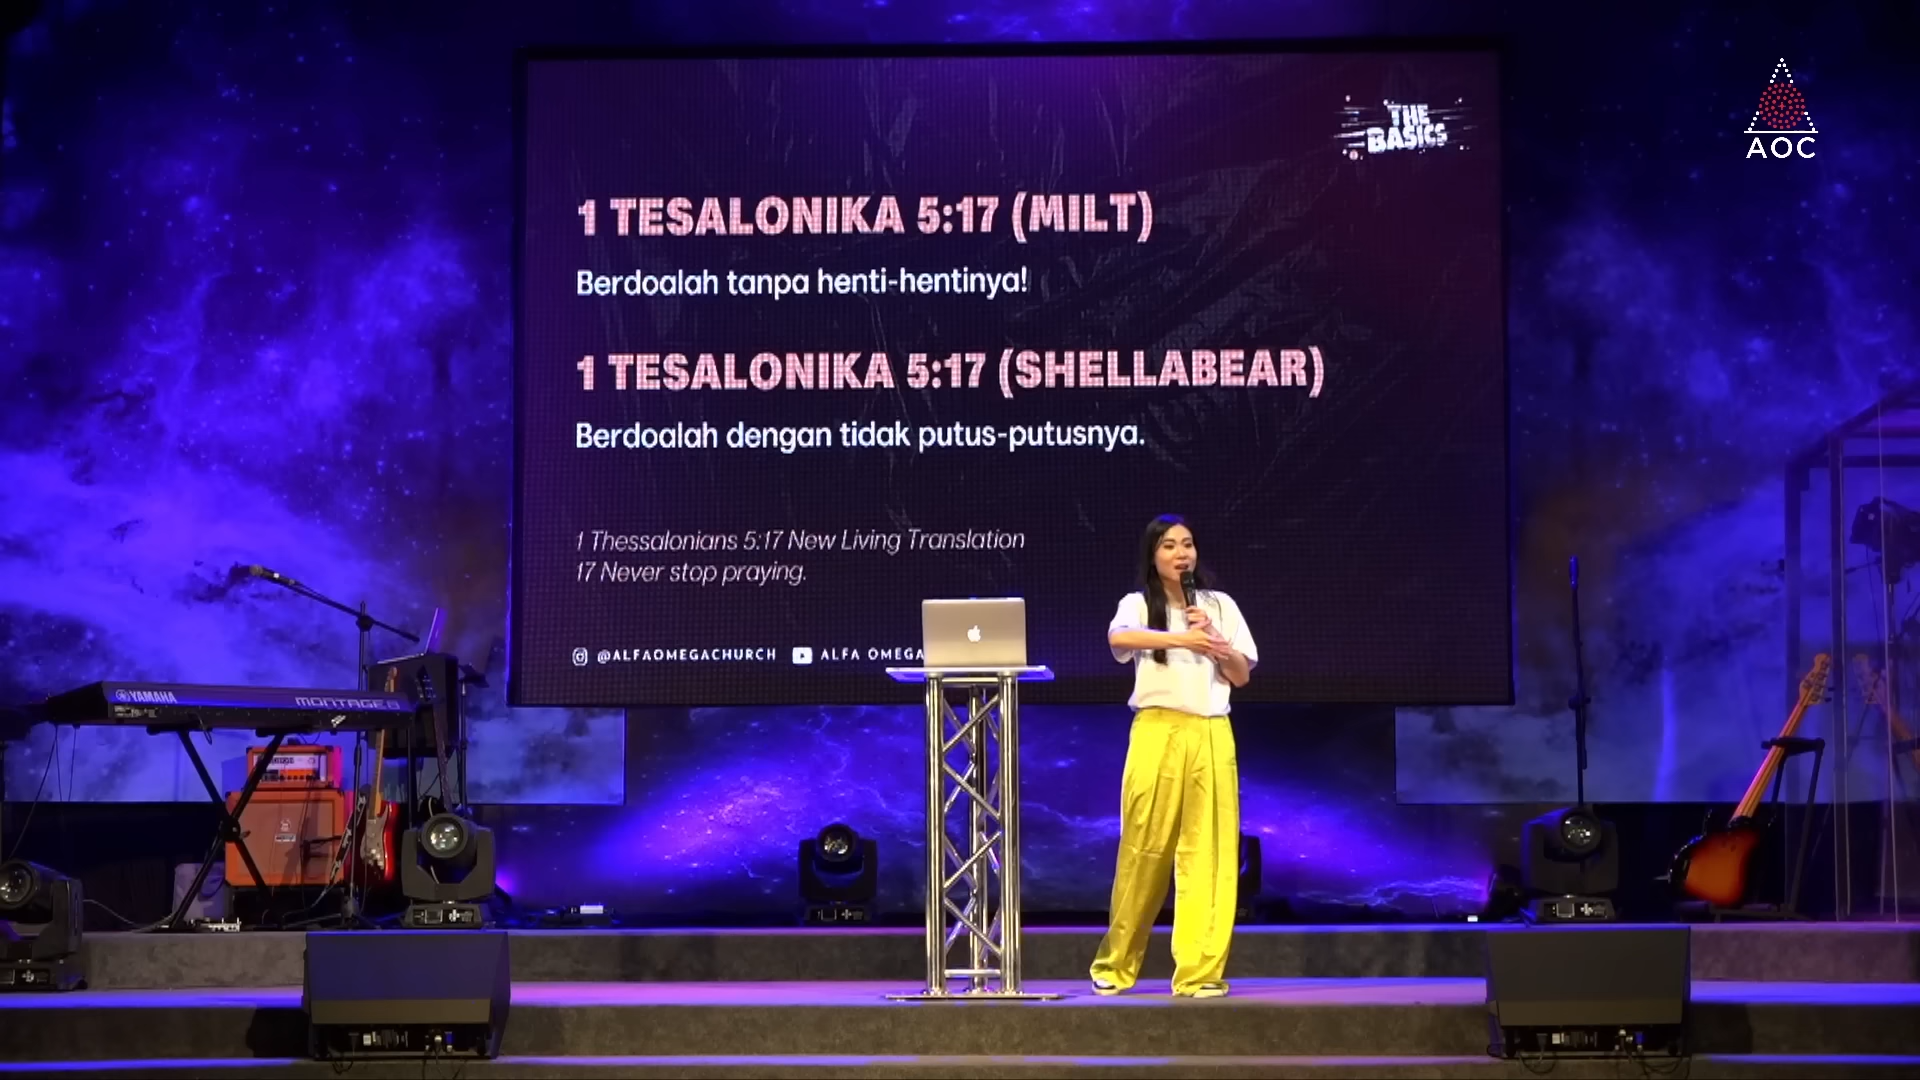 THE
BASICS
AOC
1 TESALONIKA 5:17 (MILT)
Berdoalah tanpa henti-hentinya!
1 TESALONIKA 5:17 (SHELLABEAR)
Berdoalah dengan tidak putus-putusnya.
1 Thessalonians 5:17 New Living Translation
17 Never stop praying.
@ALFAOMEGACHURCH ALFA OMEGA
YAMAHA MONTAGE8